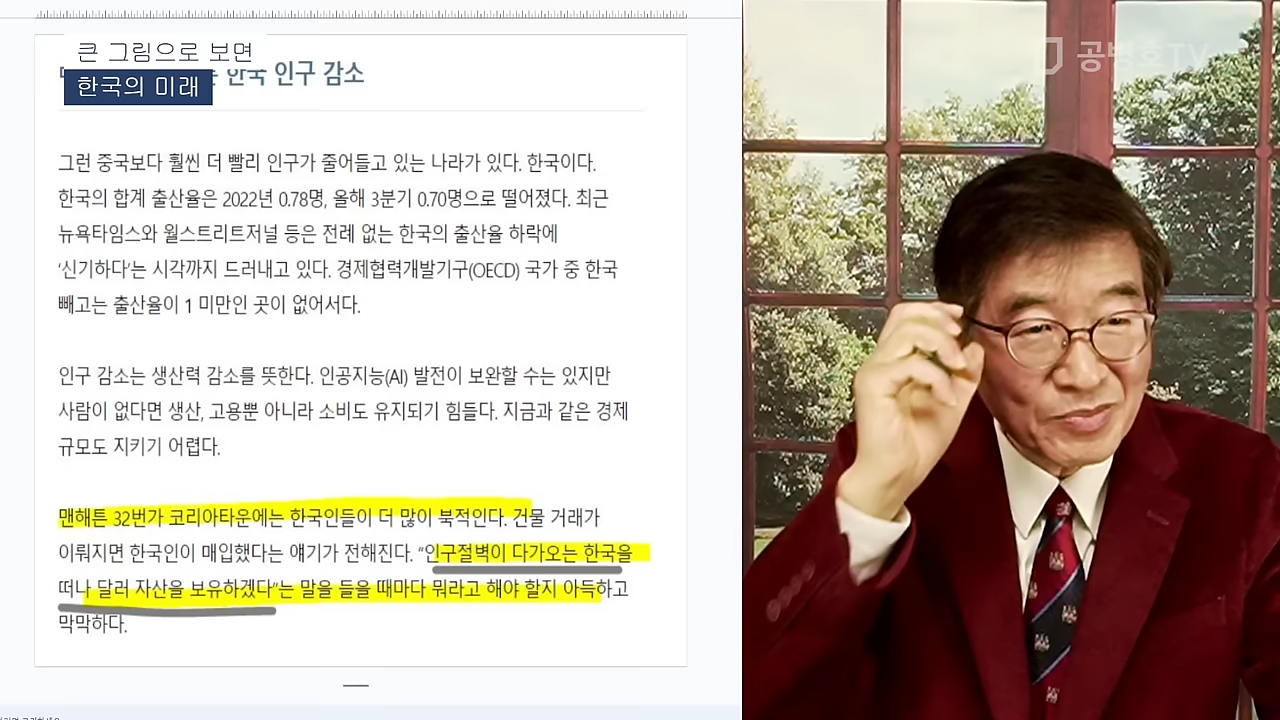 큰 그림으로 보면
한국의 미래
한국 인구 감소
그런 중국보다 훨씬 더 빨리 인구가 줄어들고 있는 나라가 있다. 한국이다.
한국의 합계 출산율은 2022년 0.78명, 올해 3분기 0.70명으로 떨어졌다. 최근
뉴욕타임스와 월스트리트저널 등은 전례 없는 한국의 출산율 하락에
‘신기하다’는 시각까지 드러내고 있다. 경제협력개발기구(OECD) 국가 중 한국
빼고는 출산율이 1 미만인 곳이 없어서다.
인구 감소는 생산력 감소를 뜻한다. 인공지능(AI) 발전이 보완할 수는 있지만
사람이 없다면 생산, 고용뿐 아니라 소비도 유지되기 힘들다. 지금과 같은 경제
규모도 지키기 어렵다.
맨해튼 32번가 코리아타운에는 한국인들이 더 많이 북적인다. 건물 거래가
이뤄지면 한국인이 매입했다는 얘기가 전해진다. “인구절벽이 다가오는 한국을
떠나 달러 자산을 보유하겠다”는 말을 들을 때마다 뭐라고 해야 할지 아득하고
막막하다.
공병호TV